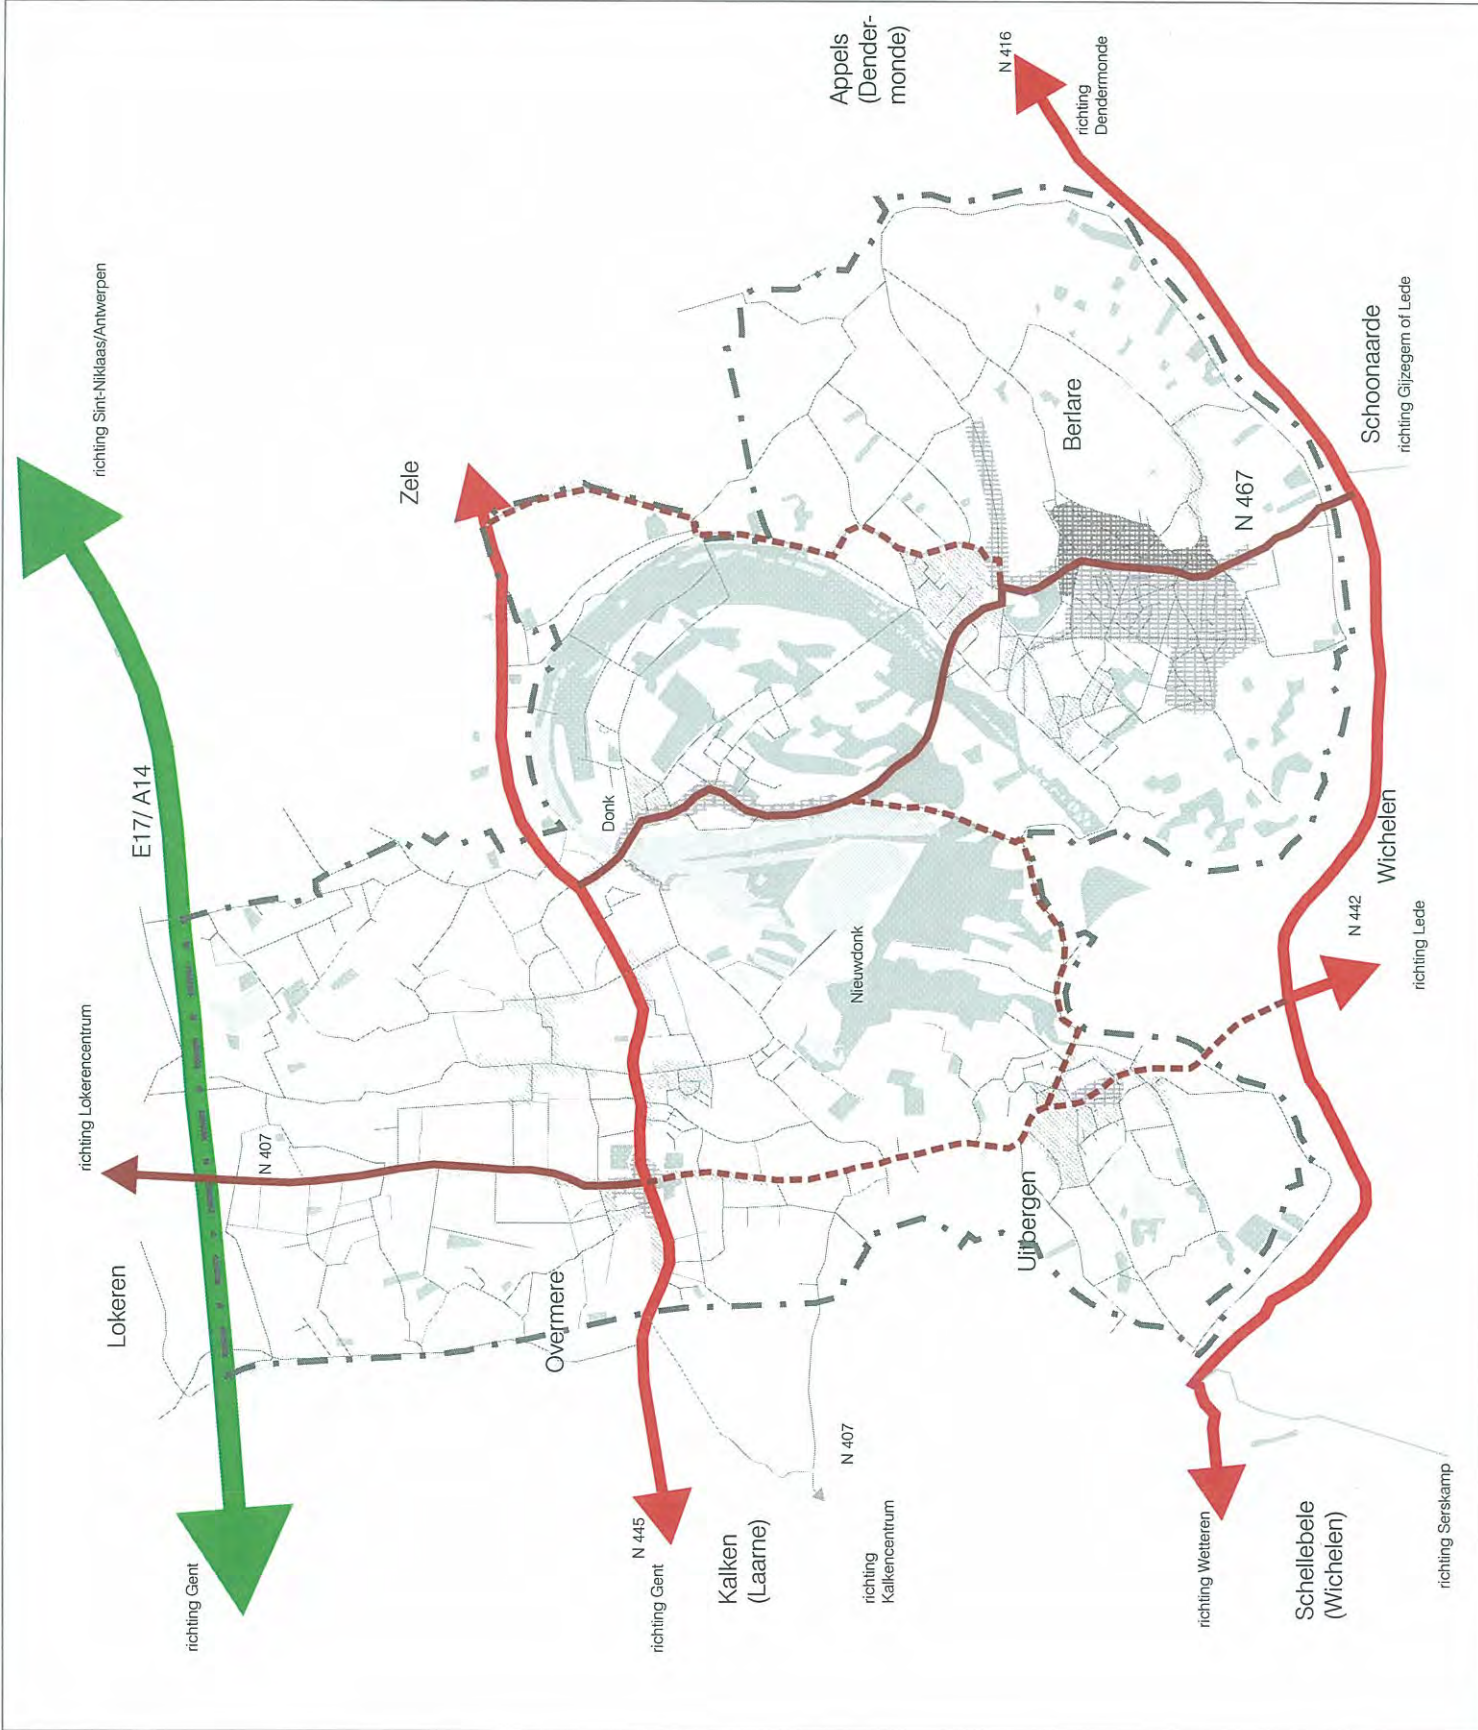 Lokeren
richting Lokerencentrum
richting Sint-Niklaas/Antwerpen
E17/ A14
richting Gent
N 407
Zele
Overmere
Donk
N 445
richting Gent
Kalken
(Laarne)
N 407
richting
Kalkencentrum
Nieuwdonk
Appels
(Dender-
monde)
N 416
richting
Dendermonde
Berlare
Uitbergen
N 467
richting Wetteren
Schellebele
(Wichelen)
N 442
Wichelen
Schoonaarde
richting Gijzegem of Lede
richting Lede
richting Serskamp